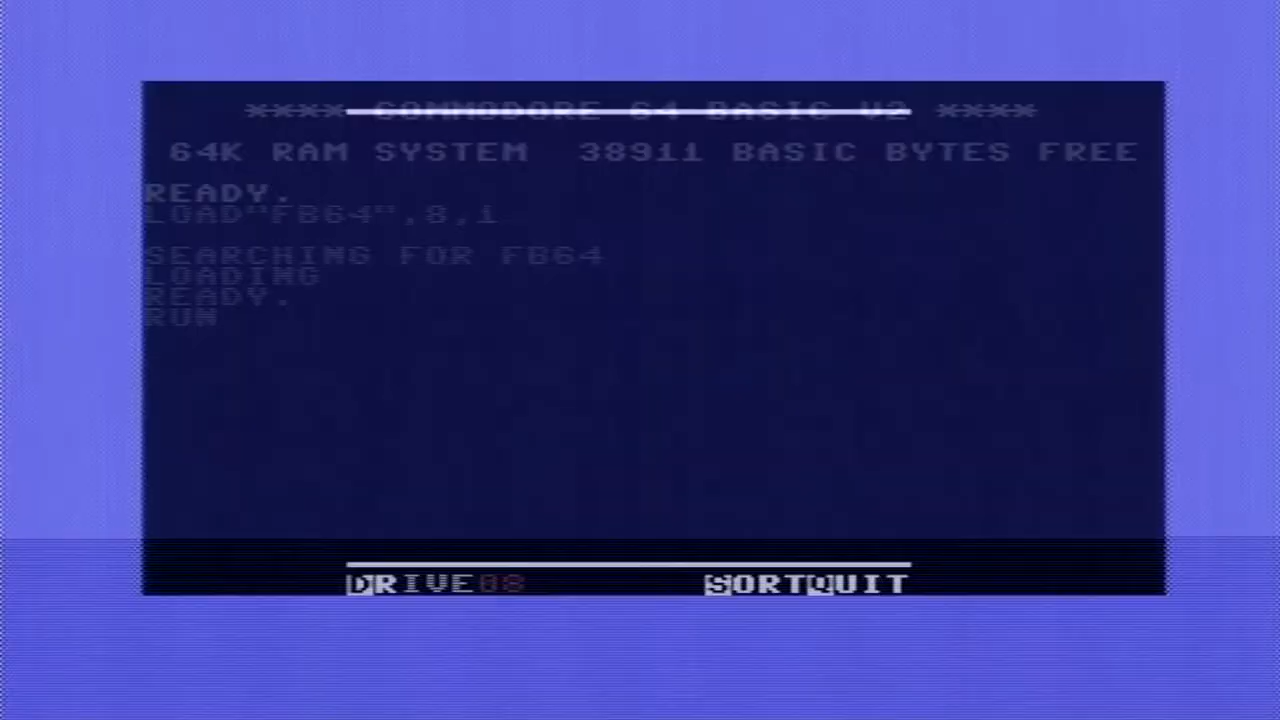 **** COMMODORE 64 BASIC V2 ****
64K RAM SYSTEM 38911 BASIC BYTES FREE
READY.
LOAD"FB64",8,1
SEARCHING FOR FB64
LOADING
READY.
RUN
DRIVE08 SORTQUIT